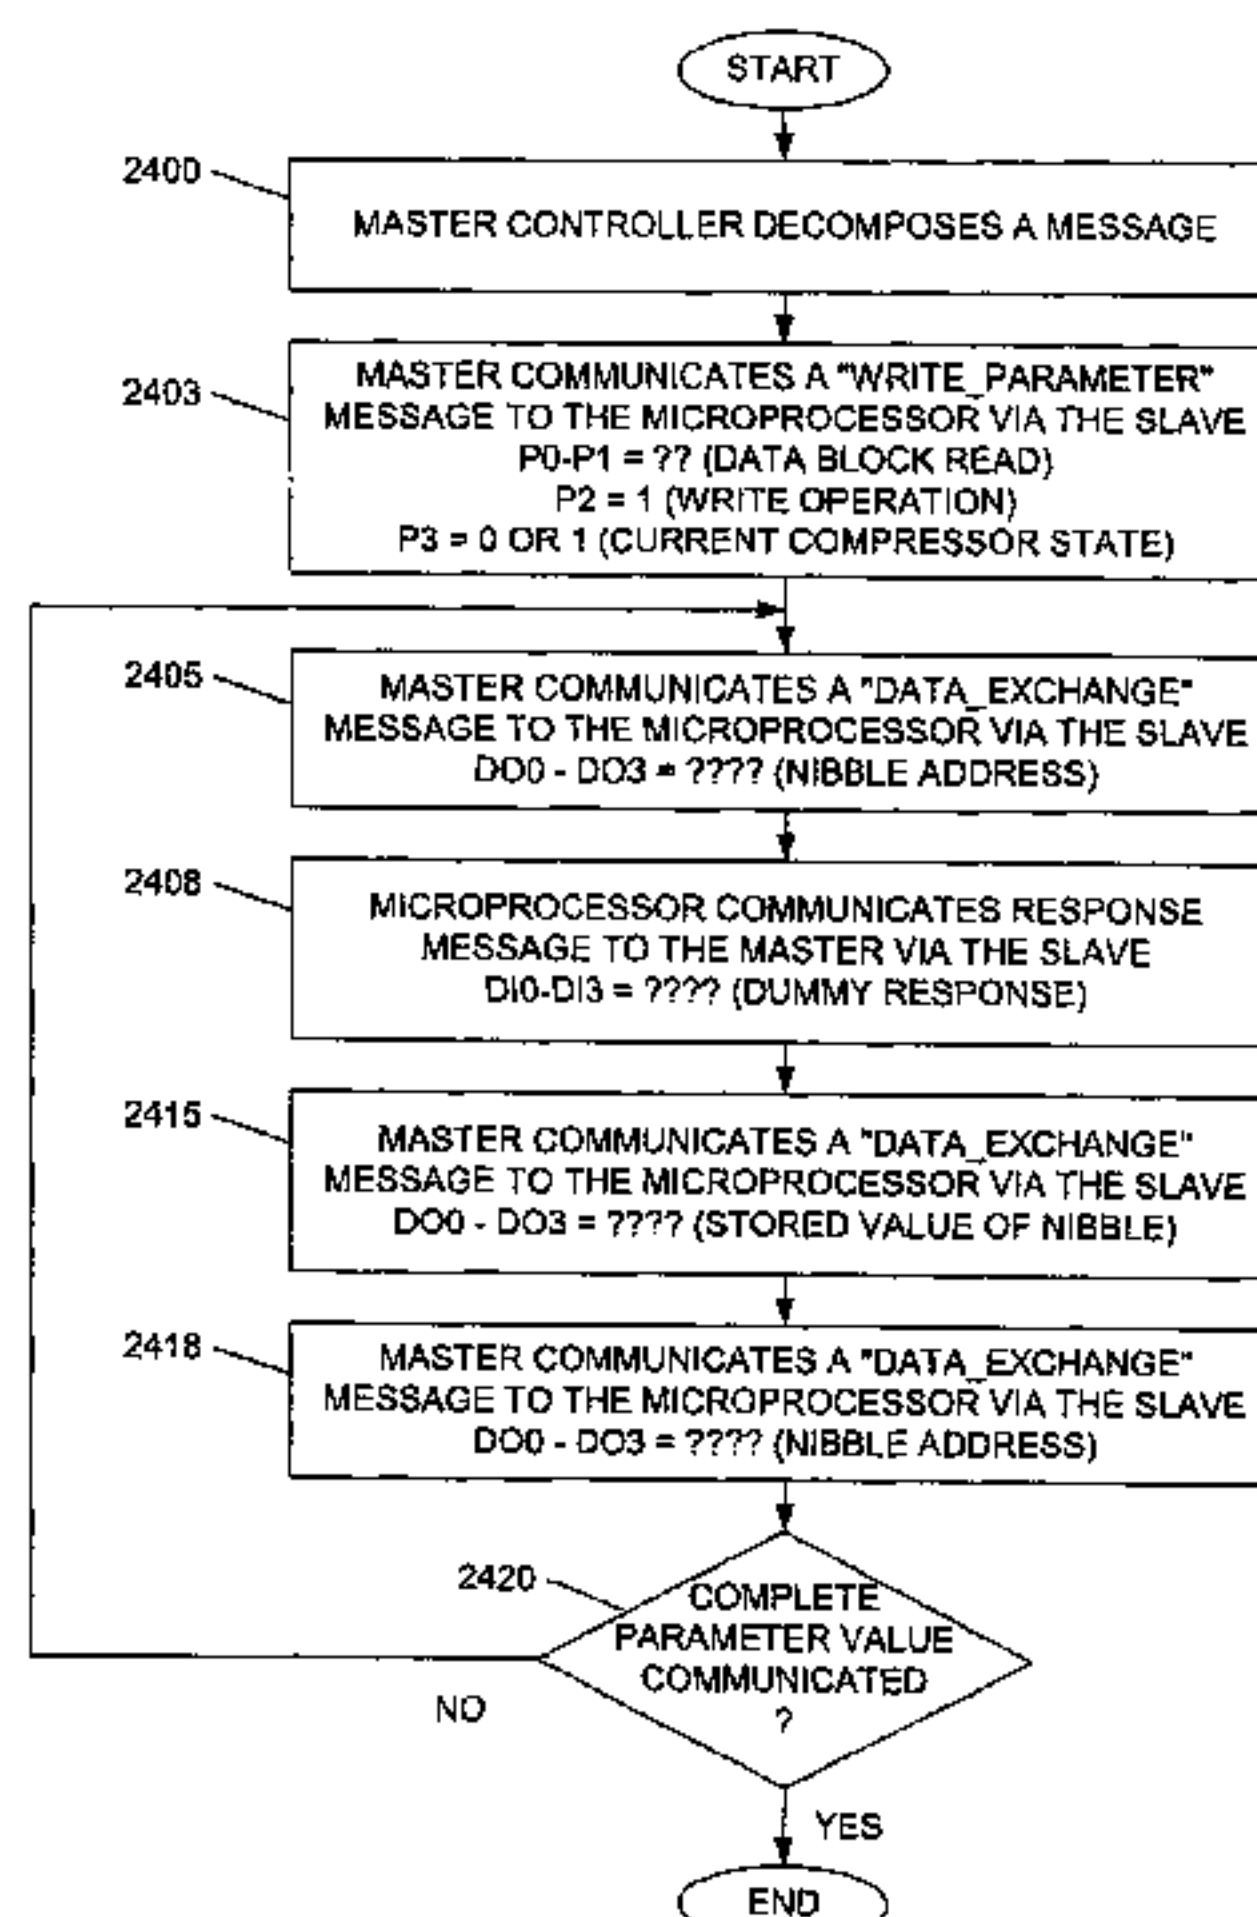 START
2400
MASTER CONTROLLER DECOMPOSES A MESSAGE
2403
MASTER COMMUNICATES A "WRITE_PARAMETER"
MESSAGE TO THE MICROPROCESSOR VIA THE SLAVE
P0-P1 = ?? (DATA BLOCK READ)
P2 = 1 (WRITE OPERATION)
P3 = 0 OR 1 (CURRENT COMPRESSOR STATE)
2405
MASTER COMMUNICATES A "DATA_EXCHANGE"
MESSAGE TO THE MICROPROCESSOR VIA THE SLAVE
DO0 - DO3 = ???? (NIBBLE ADDRESS)
2408
MICROPROCESSOR COMMUNICATES RESPONSE
MESSAGE TO THE MASTER VIA THE SLAVE
DI0-DI3 = ???? (DUMMY RESPONSE)
2415
MASTER COMMUNICATES A "DATA_EXCHANGE"
MESSAGE TO THE MICROPROCESSOR VIA THE SLAVE
DO0 - DO3 = ???? (STORED VALUE OF NIBBLE)
2418
MASTER COMMUNICATES A "DATA_EXCHANGE"
MESSAGE TO THE MICROPROCESSOR VIA THE SLAVE
DO0 - DO3 = ???? (NIBBLE ADDRESS)
2420
COMPLETE
PARAMETER VALUE
COMMUNICATED
?
NO
YES
END